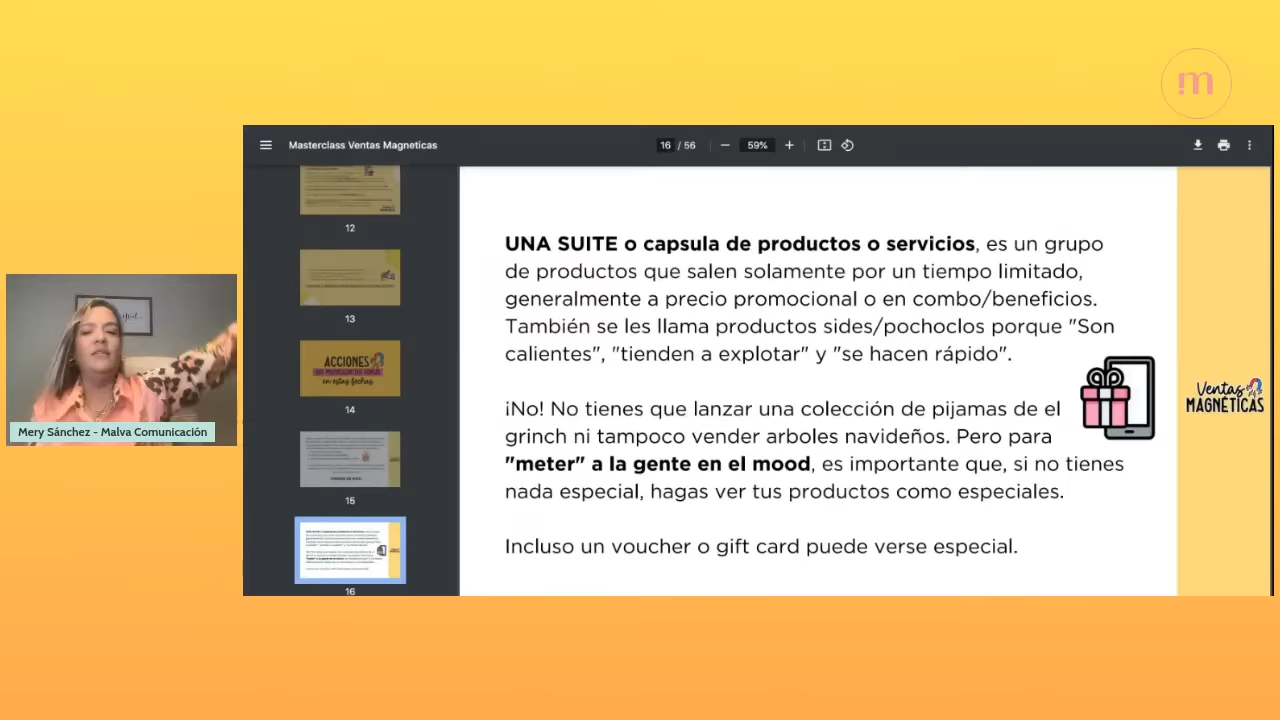 !m
Masterclass Ventas Magneticas
16 / 56
59%
12
13
ACCIONES
en estas fechas
14
15
16
UNA SUITE o capsula de productos o servicios, es un grupo
de productos que salen solamente por un tiempo limitado,
generalmente a precio promocional o en combo/beneficios.
También se les llama productos sides/pochoclos porque "Son
calientes", "tienden a explotar" y "se hacen rápido".
¡No! No tienes que lanzar una colección de pijamas de el
grinch ni tampoco vender arboles navideños. Pero para
"meter" a la gente en el mood, es importante que, si no tienes
nada especial, hagas ver tus productos como especiales.
Incluso un voucher o gift card puede verse especial.
Ventas
MAGNÉTICAS
Mery Sánchez - Malva Comunicación